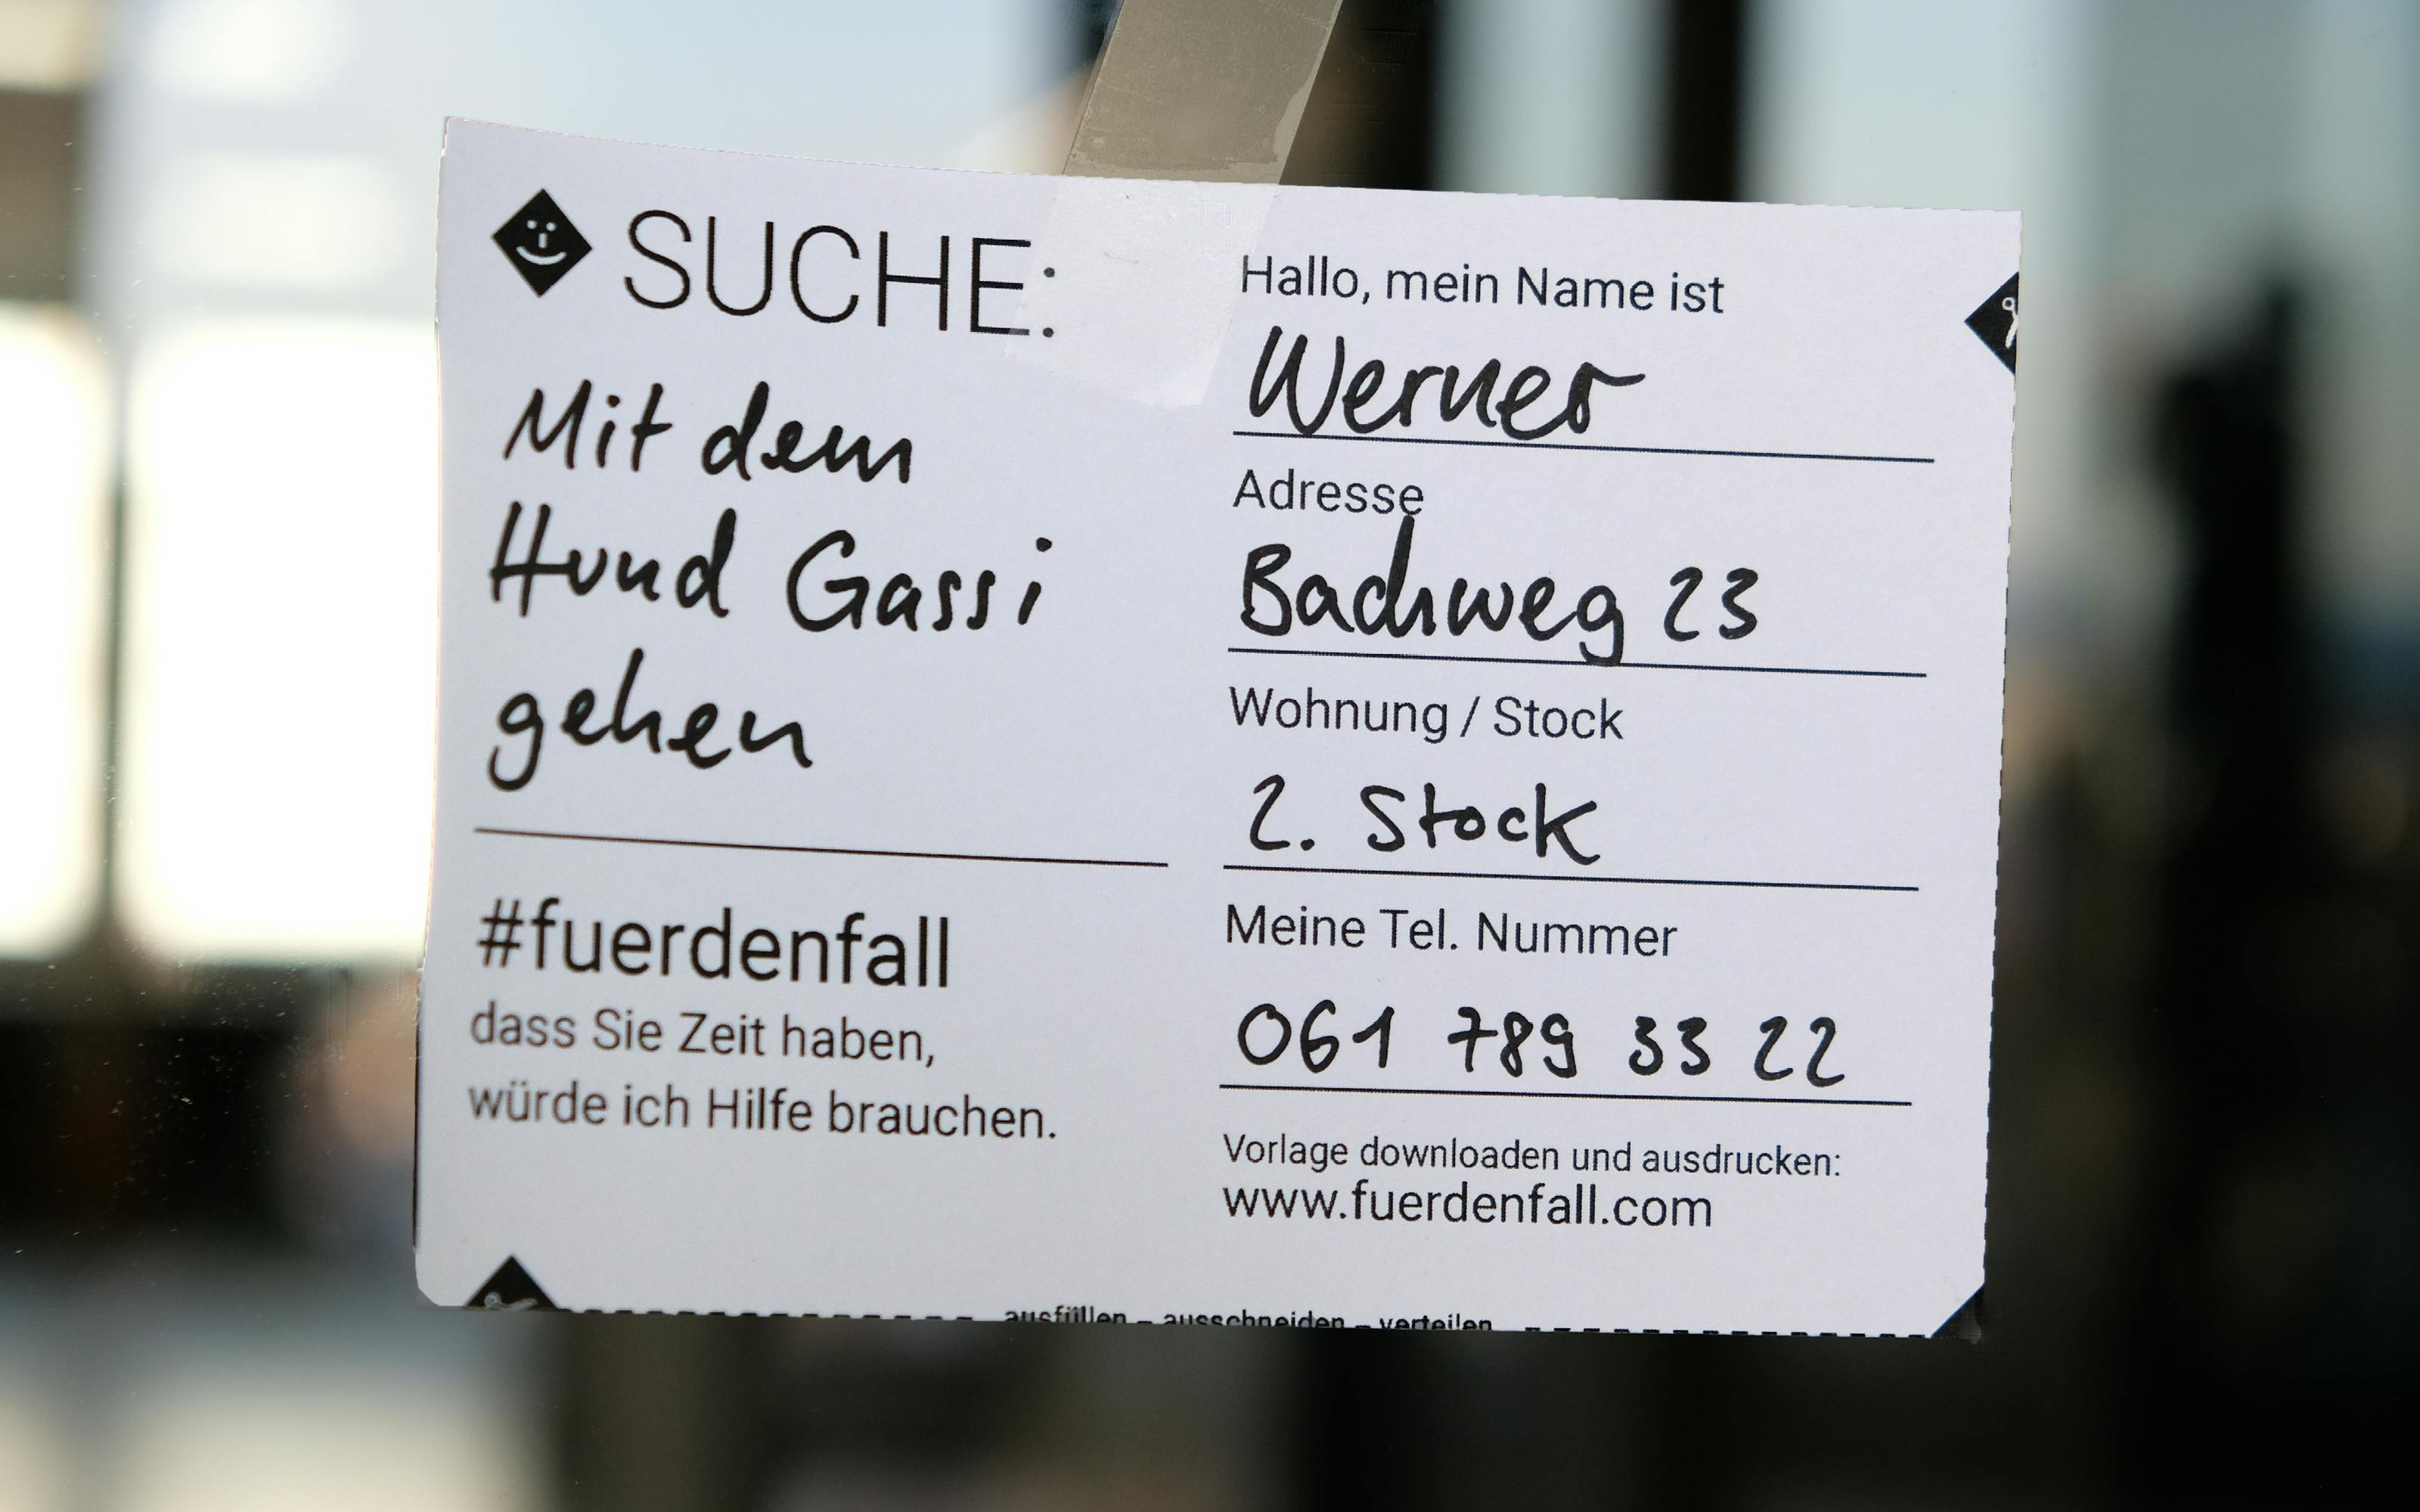 SUCHE:
Mit dem
Hund Gassi
gehen
#fuerdenfall
dass Sie Zeit haben,
würde ich Hilfe brauchen.
Hallo, mein Name ist
Werner
Adresse
Bachweg 23
Wohnung / Stock
2. Stock
Meine Tel. Nummer
061 789 33 22
Vorlage downloaden und ausdrucken:
www.fuerdenfall.com
ausfüllen – ausschneiden – verteilen